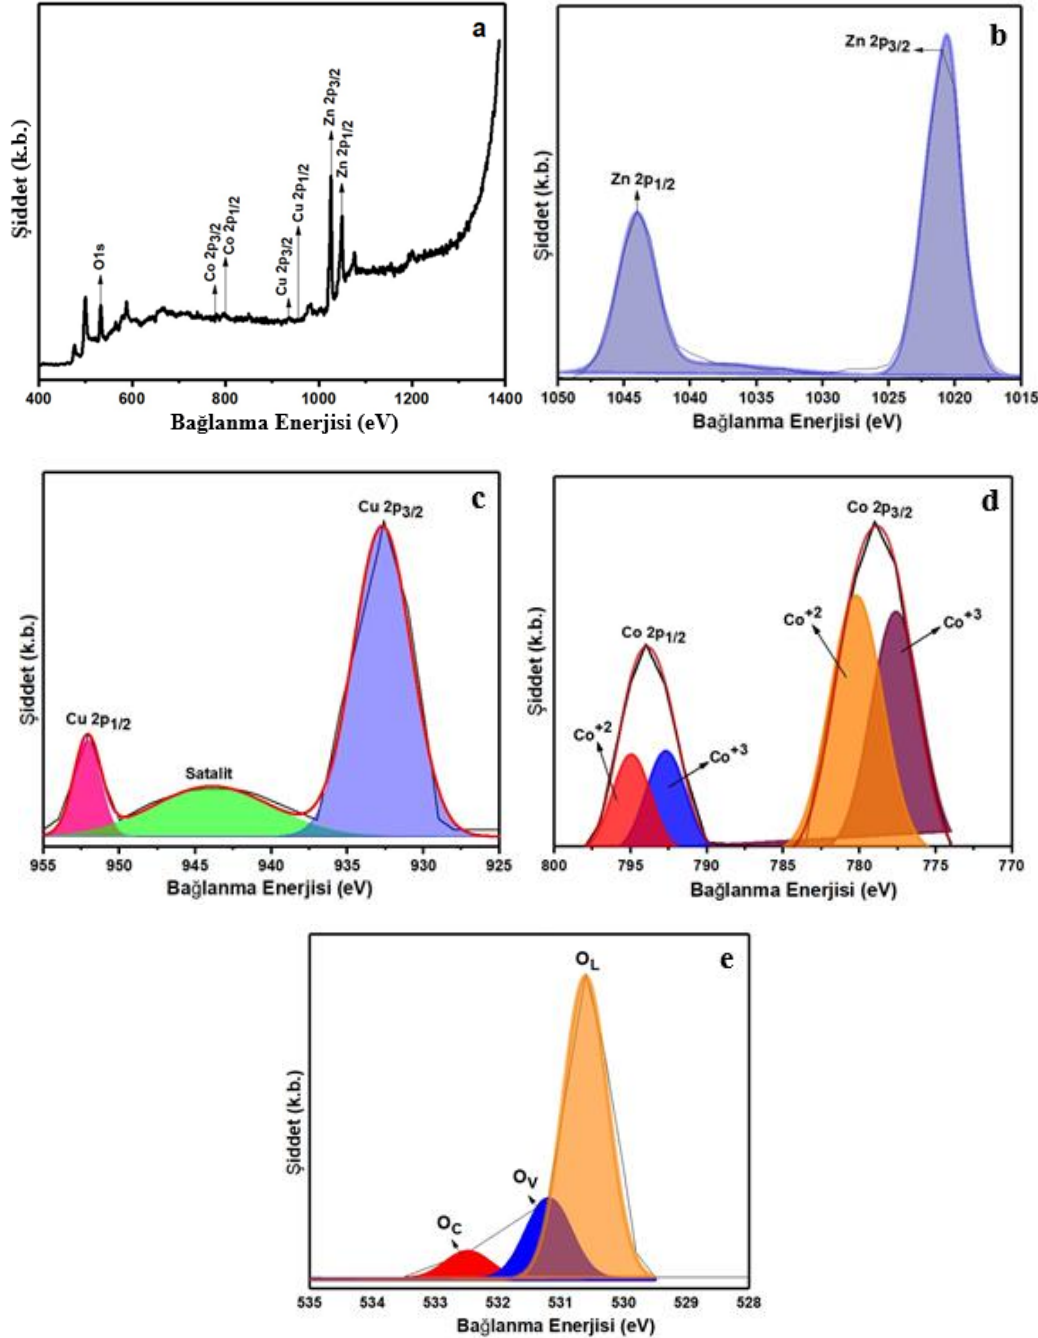 a
Şiddet (k.b.)
O1s
Co 2p3/2
Co 2p1/2
Cu 2p3/2
Cu 2p1/2
Zn 2p3/2
Zn 2p1/2
400 600 800 1000 1200 1400
Bağlanma Enerjisi (eV)
b
Şiddet (k.b.)
Zn 2p1/2
Zn 2p3/2
1050 1045 1040 1035 1030 1025 1020 1015
Bağlanma Enerjisi (eV)
c
Şiddet (k.b.)
Cu 2p1/2
Satalit
Cu 2p3/2
955 950 945 940 935 930 925
Bağlanma Enerjisi (eV)
d
Şiddet (k.b.)
Co 2p3/2
Co+2
Co+3
Co 2p1/2
Co+2
Co+3
800 795 790 785 780 775 770
Bağlanma Enerjisi (eV)
e
Şiddet (k.b.)
OL
OV
OC
535 534 533 532 531 530 529 528
Bağlanma Enerjisi (eV)